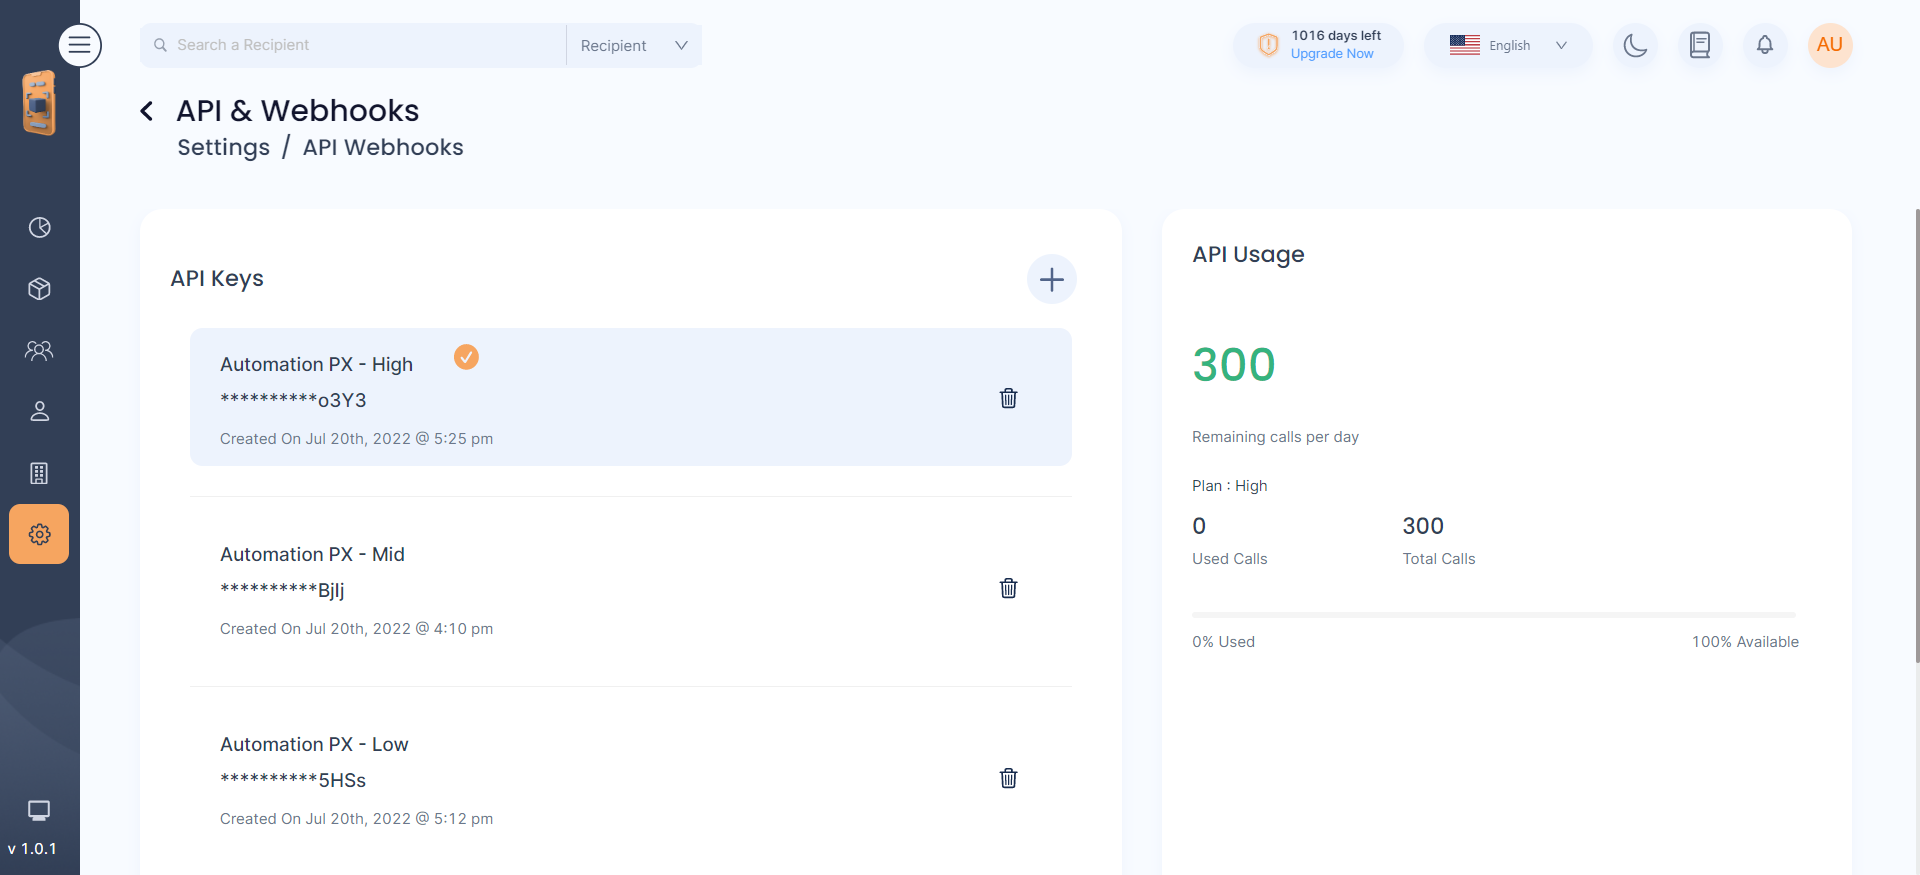 Search a Recipient
Recipient
1016 days left
Upgrade Now
English
AU
API & Webhooks
Settings / API Webhooks
API Keys
Automation PX - High
**********o3Y3
Created On Jul 20th, 2022 @ 5:25 pm
Automation PX - Mid
**********BjIj
Created On Jul 20th, 2022 @ 4:10 pm
Automation PX - Low
**********5HSs
Created On Jul 20th, 2022 @ 5:12 pm
API Usage
300
Remaining calls per day
Plan : High
0
300
Used Calls
Total Calls
0% Used
100% Available
v 1.0.1